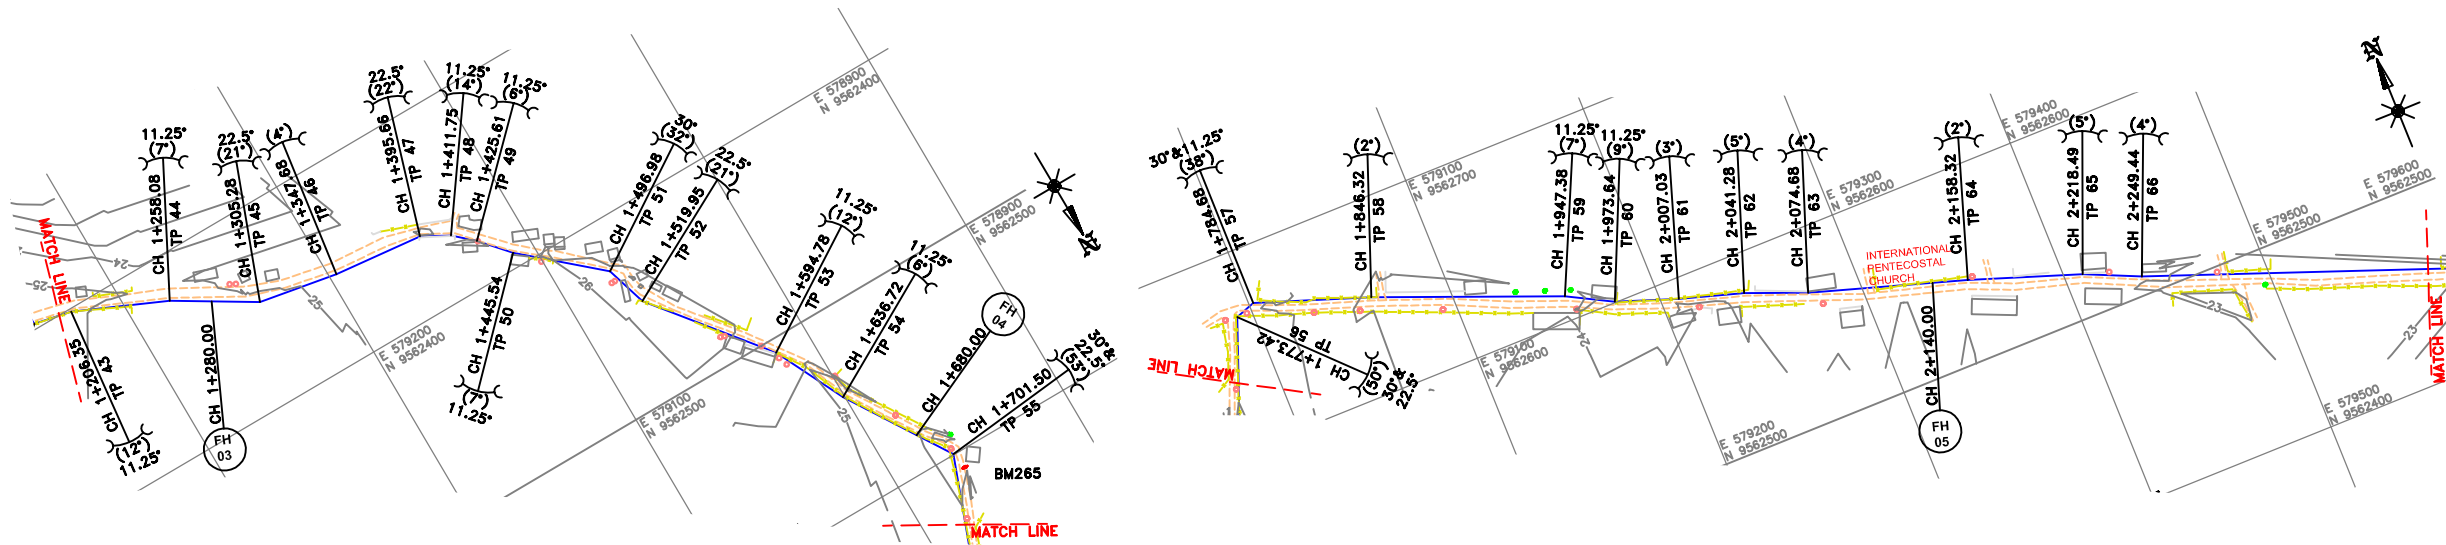 MATCH LINE
24
25
CH 1+206.35
TP 43
(12°)
11.25°
11.25°
(7°)
CH 1+258.08
TP 44
CH 1+280.00
FH
03
22.5°
(21°)
CH 1+305.28
TP 45
(4°)
CH 1+347.68
TP 46
25
22.5°
(22°)
CH 1+395.66
TP 47
E 579200
N 9562400
11.25°
(14°)
CH 1+411.75
TP 48
11.25°
(6°)
CH 1+425.61
TP 49
CH 1+445.54
TP 50
(7°)
11.25°
26
30°
(32°)
CH 1+496.98
TP 51
22.5°
(21°)
CH 1+519.95
TP 52
E 579100
N 9562500
11.25°
(12°)
CH 1+594.78
TP 53
E 578900
N 9562400
11.25°
(6°)
CH 1+636.72
TP 54
25
CH 1+680.00
FH
04
E 578900
N 9562500
30°&
22.5°
(53°)
CH 1+701.50
TP 55
BM265
MATCH LINE
N
MATCH LINE
MATCH LINE
30°&11.25°
(38°)
CH 1+784.68
TP 57
CH 1+773.42
TP 56
(50°)
30°&
22.5°
(2°)
CH 1+846.32
TP 58
E 579100
N 9562700
E 579100
N 9562600
11.25°
(7°)
CH 1+947.38
TP 59
24
11.25°
(9°)
CH 1+973.64
TP 60
(3°)
CH 2+007.03
TP 61
(5°)
CH 2+041.28
TP 62
E 579200
N 9562500
(4°)
CH 2+074.68
TP 63
E 579300
N 9562600
INTERNATIONAL
PENTECOSTAL
CHURCH
CH 2+140.00
FH
05
(2°)
CH 2+158.32
TP 64
E 579400
N 9562600
(5°)
CH 2+218.49
TP 65
(4°)
CH 2+249.44
TP 66
23
E 579500
N 9562500
E 579500
N 9562400
E 579600
N 9562500
23
N
MATCH LINE